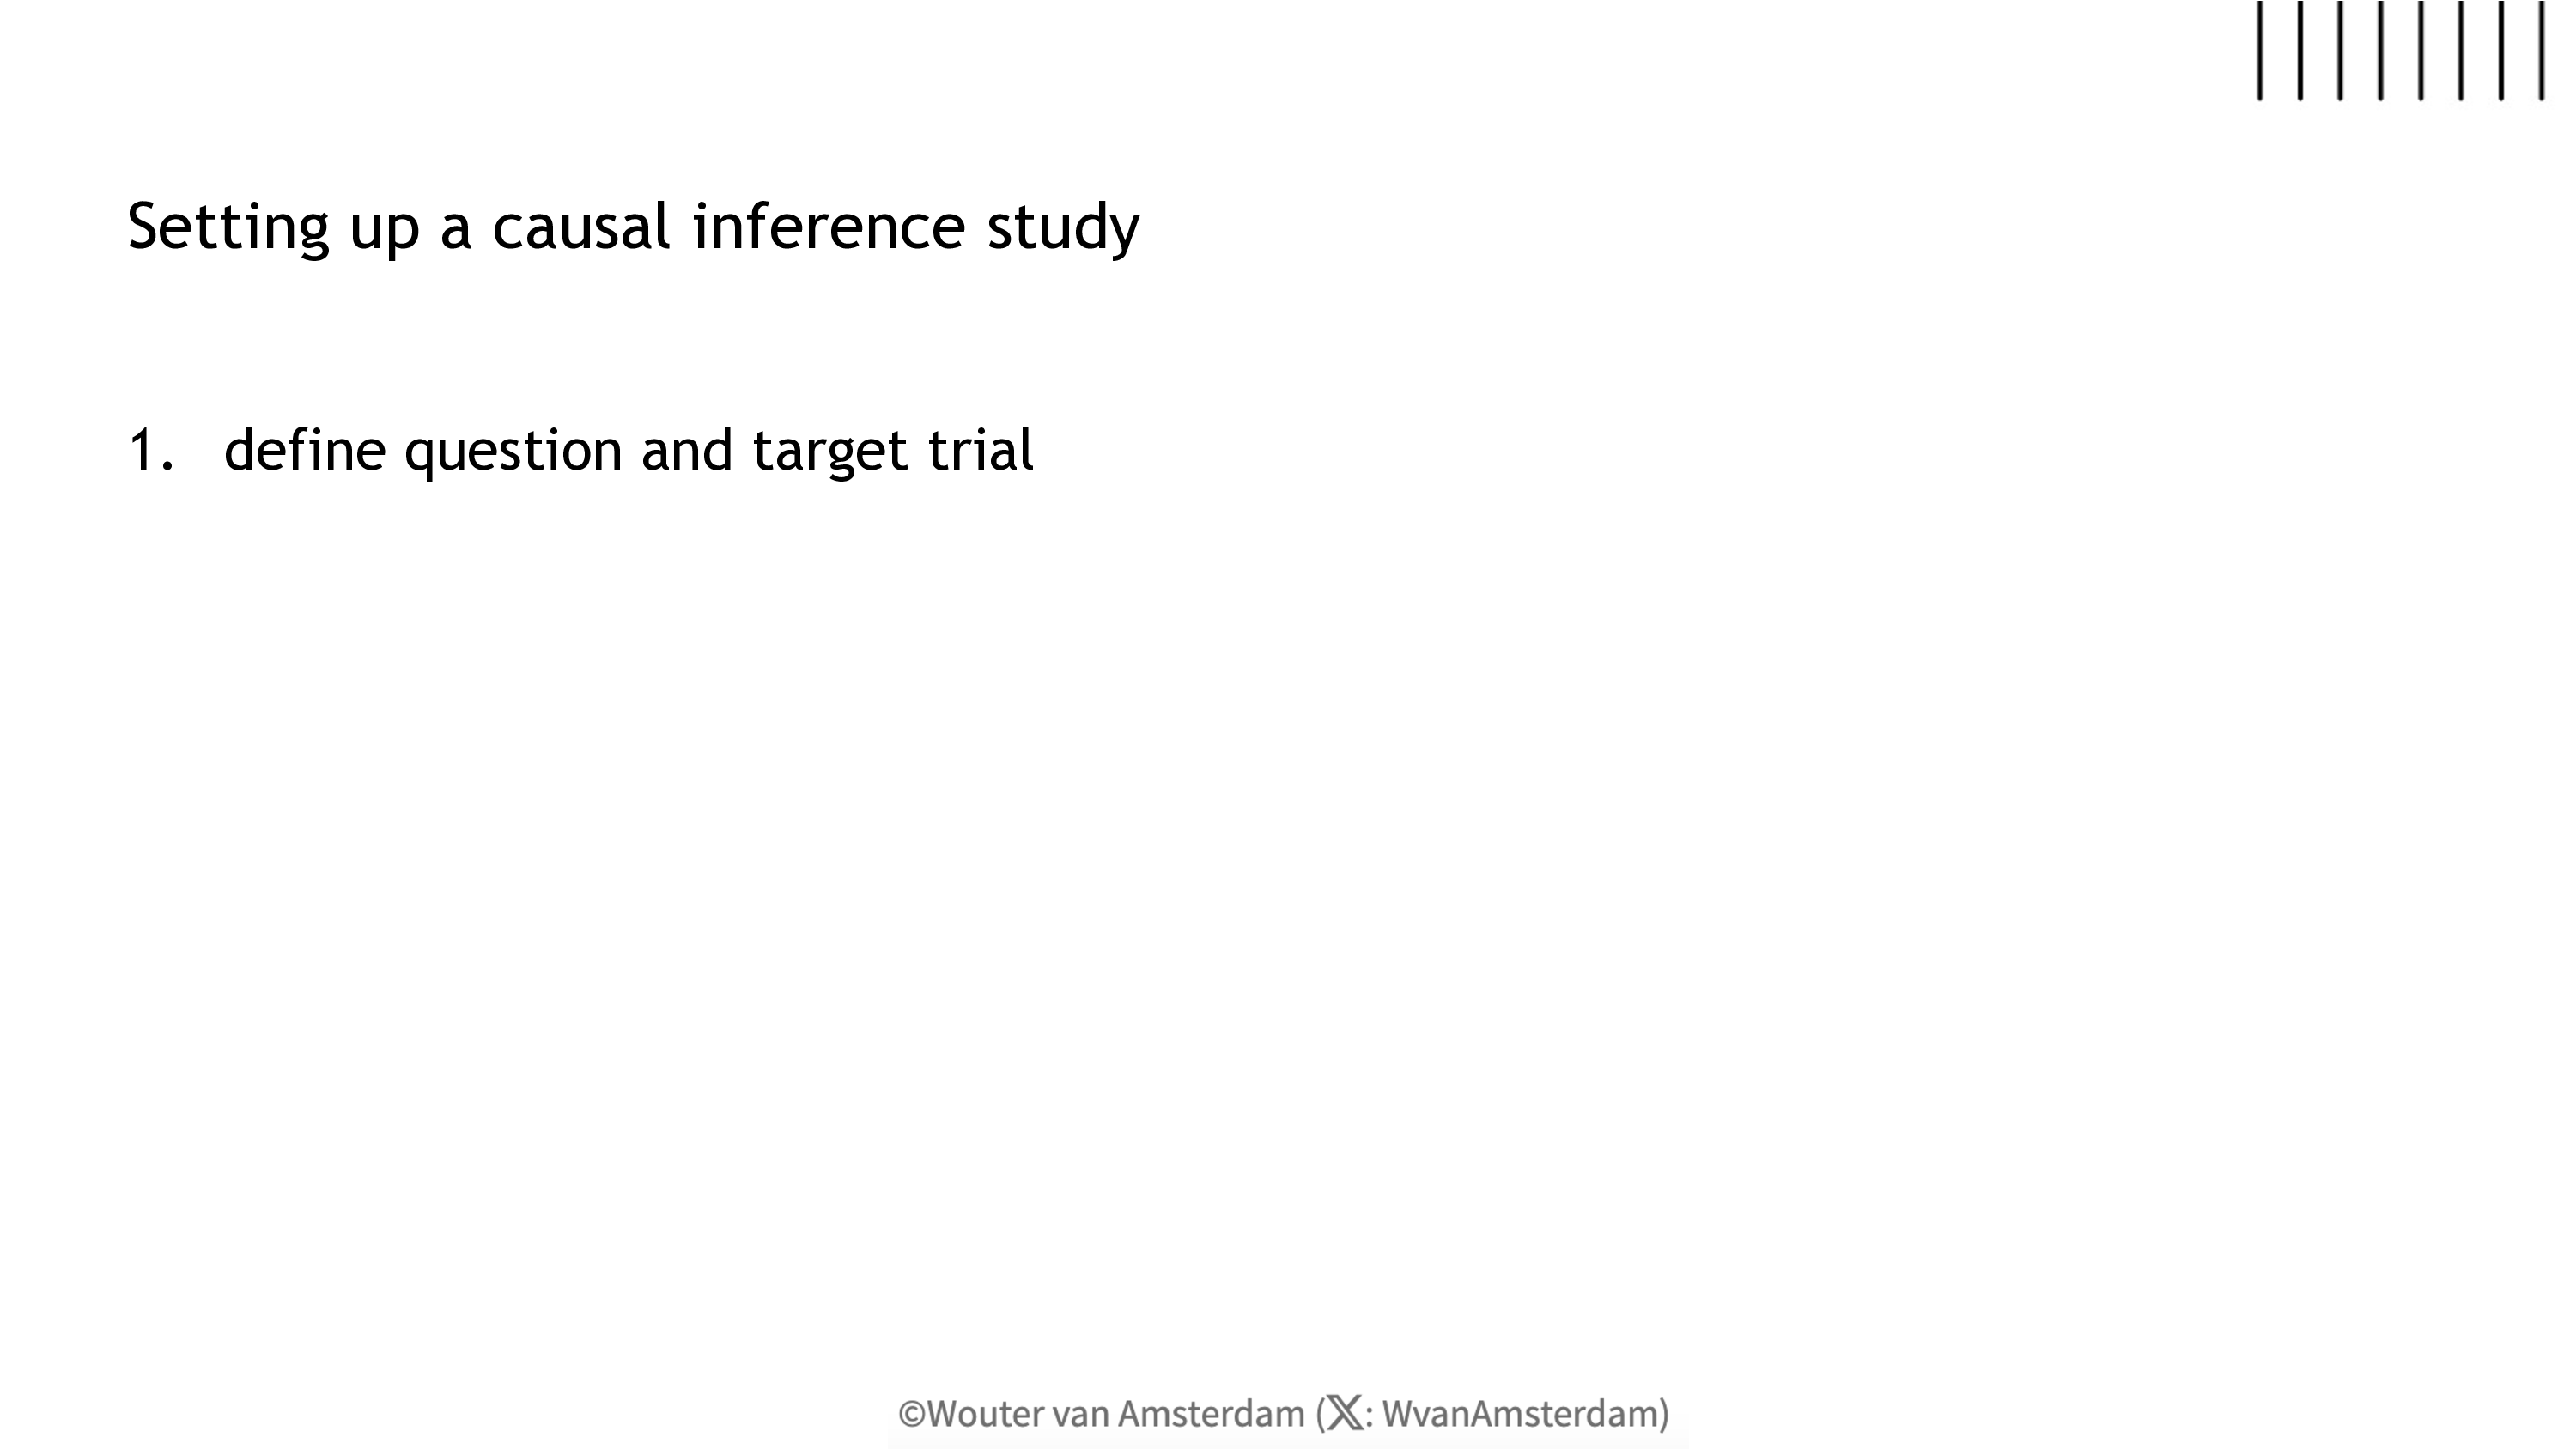 Setting up a causal inference study
1. define question and target trial
©Wouter van Amsterdam (𝕏: WvanAmsterdam)